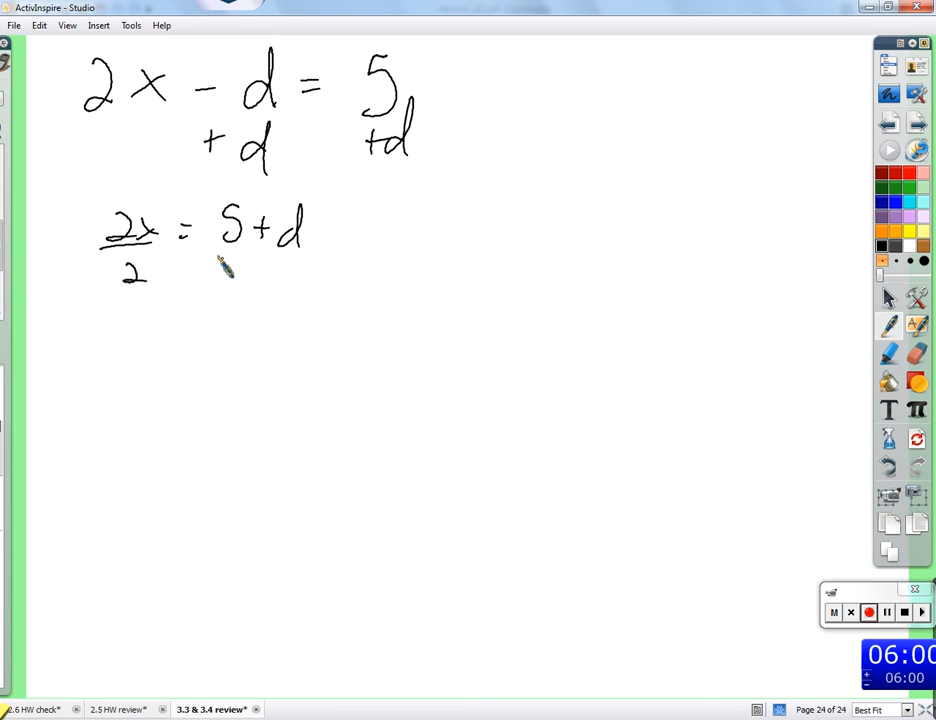 ActivInspire - Studio
File Edit View Insert Tools Help
2x - d = 5
+ d +d
2x = 5 + d
2
M
06:00
06:00
2.6 HW check* 2.5 HW review* 3.3 & 3.4 review* Page 24 of 24 Best Fit